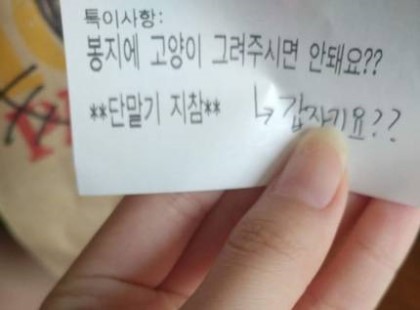 특이사항:
봉지에 고양이 그려주시면 안돼요??
**단말기 지참** ↳ 갑자기요??